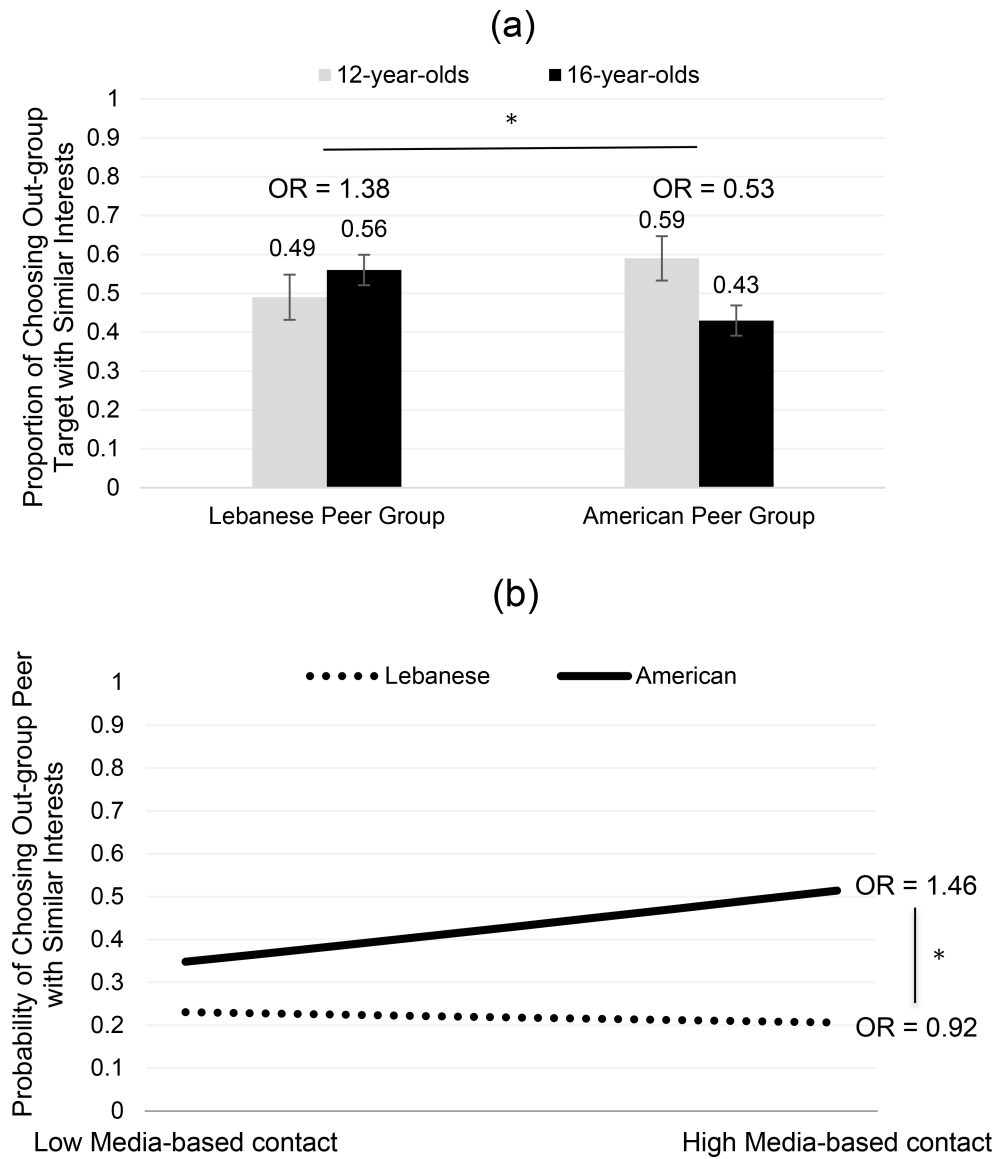 (a)
12-year-olds 16-year-olds
Proportion of Choosing Out-group
Target with Similar Interests
1
0.9
0.8
0.7
0.6
0.5
0.4
0.3
0.2
0.1
0
*
OR = 1.38
OR = 0.53
0.49
0.56
0.59
0.43
Lebanese Peer Group
American Peer Group
(b)
Lebanese American
Probability of Choosing Out-group Peer
with Similar Interests
1
0.9
0.8
0.7
0.6
0.5
0.4
0.3
0.2
0.1
0
OR = 1.46
*
OR = 0.92
Low Media-based contact
High Media-based contact